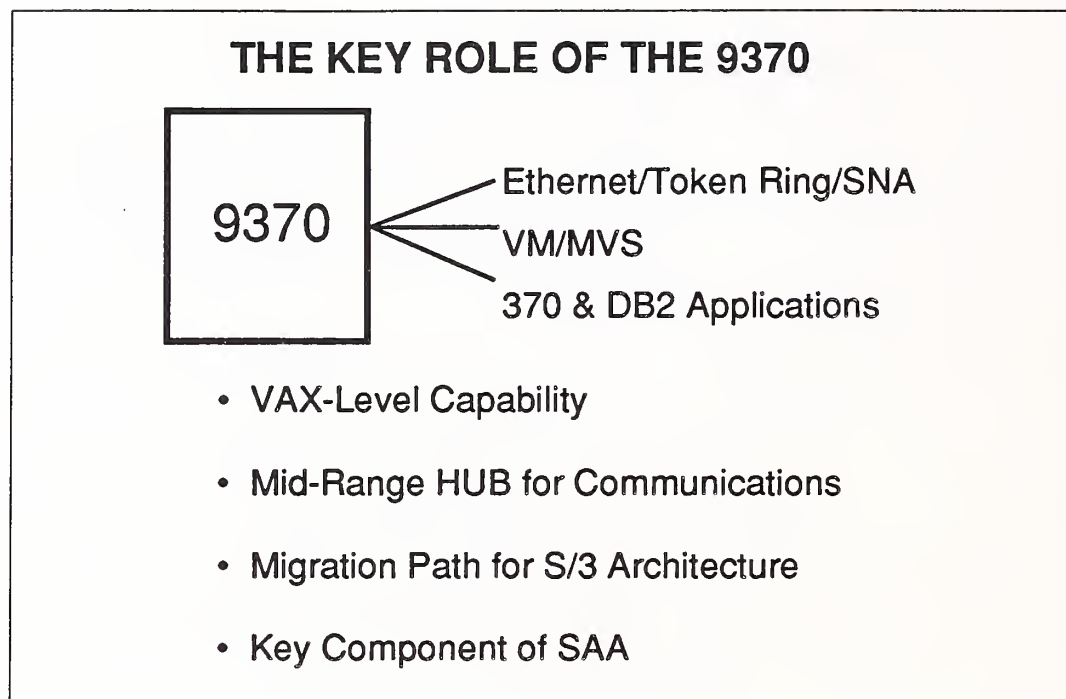 THE KEY ROLE OF THE 9370
9370
Ethernet/Token Ring/SNA
VM/MVS
370 & DB2 Applications
• VAX-Level Capability
• Mid-Range HUB for Communications
• Migration Path for S/3 Architecture
• Key Component of SAA